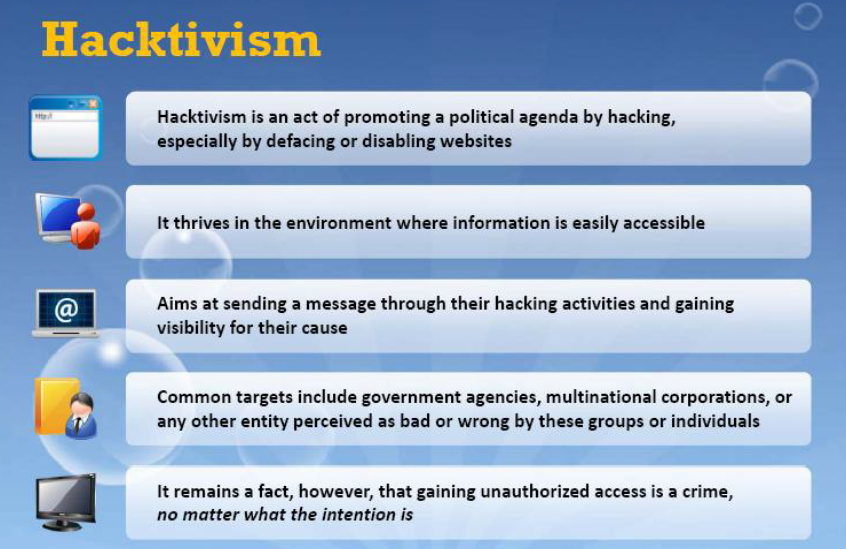 Hacktivism
http://
Hacktivism is an act of promoting a political agenda by hacking,
especially by defacing or disabling websites
It thrives in the environment where information is easily accessible
@
Aims at sending a message through their hacking activities and gaining
visibility for their cause
Common targets include government agencies, multinational corporations, or
any other entity perceived as bad or wrong by these groups or individuals
It remains a fact, however, that gaining unauthorized access is a crime,
no matter what the intention is